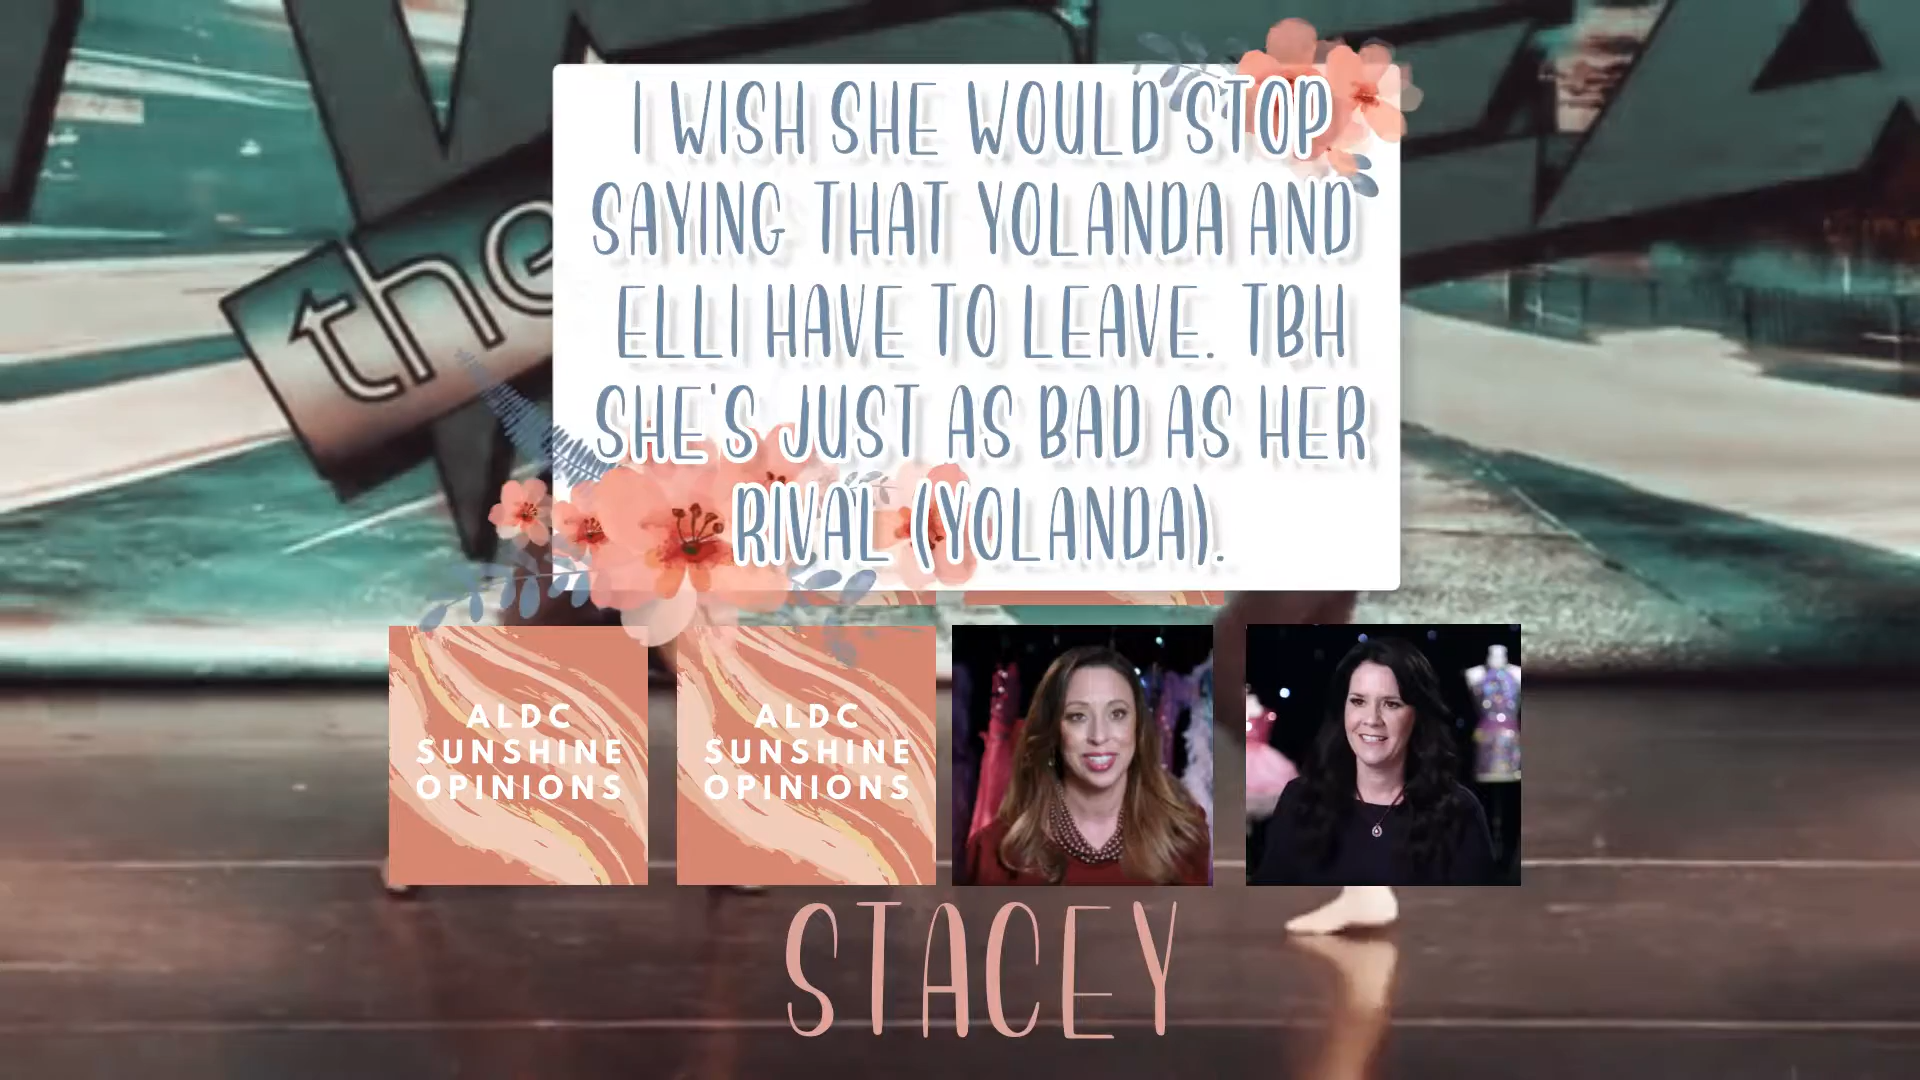 I WISH SHE WOULD STOP
SAYING THAT YOLANDA AND
ELLI HAVE TO LEAVE. TBH
SHE'S JUST AS BAD AS HER
RIVAL (YOLANDA).
the
ALDC
SUNSHINE
OPINIONS
ALDC
SUNSHINE
OPINIONS
STACEY